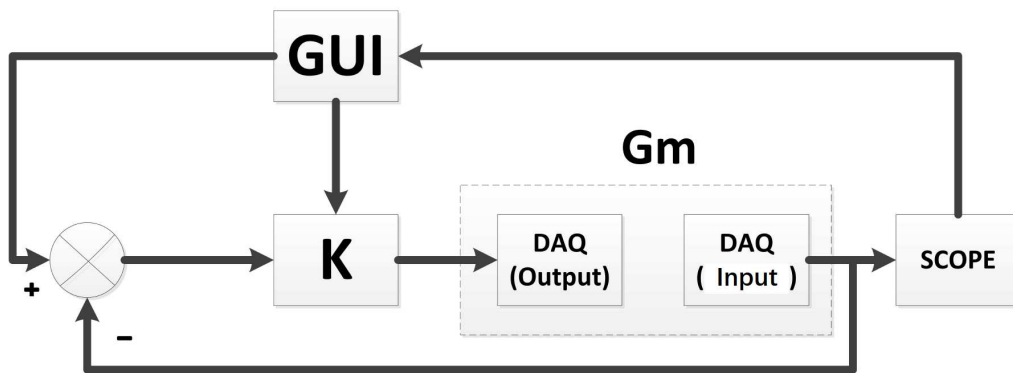 GUI
Gm
+
−
K
DAQ
(Output)
DAQ
( Input )
SCOPE